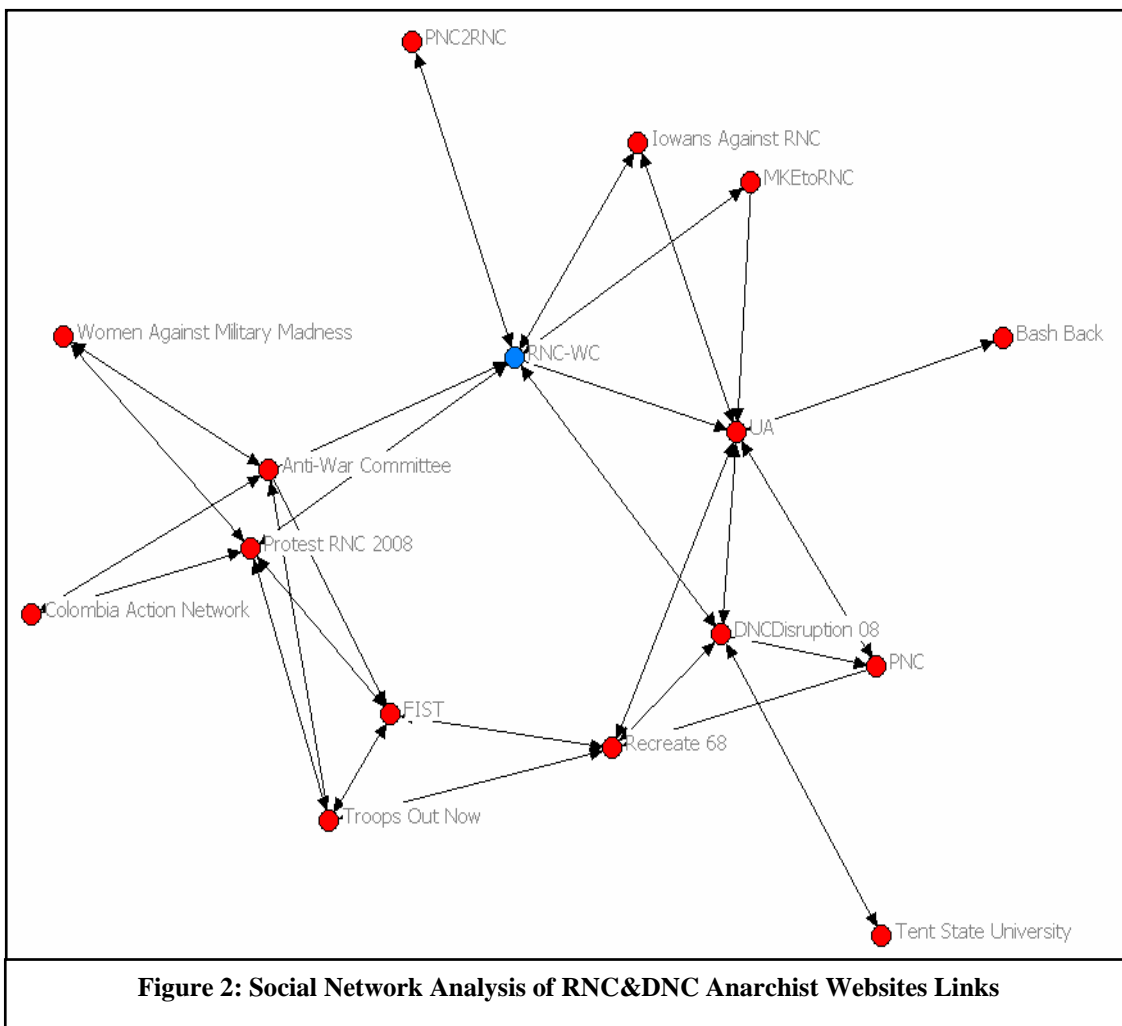 PNC2RNC
Iowans Against RNC
MKEtoRNC
Women Against Military Madness
Bash Back
RNC-WC
UA
Anti-War Committee
Protest RNC 2008
Colombia Action Network
DNCDisruption 08
PNC
FIST
Recreate 68
Troops Out Now
Tent State University
Figure 2: Social Network Analysis of RNC&DNC Anarchist Websites Links